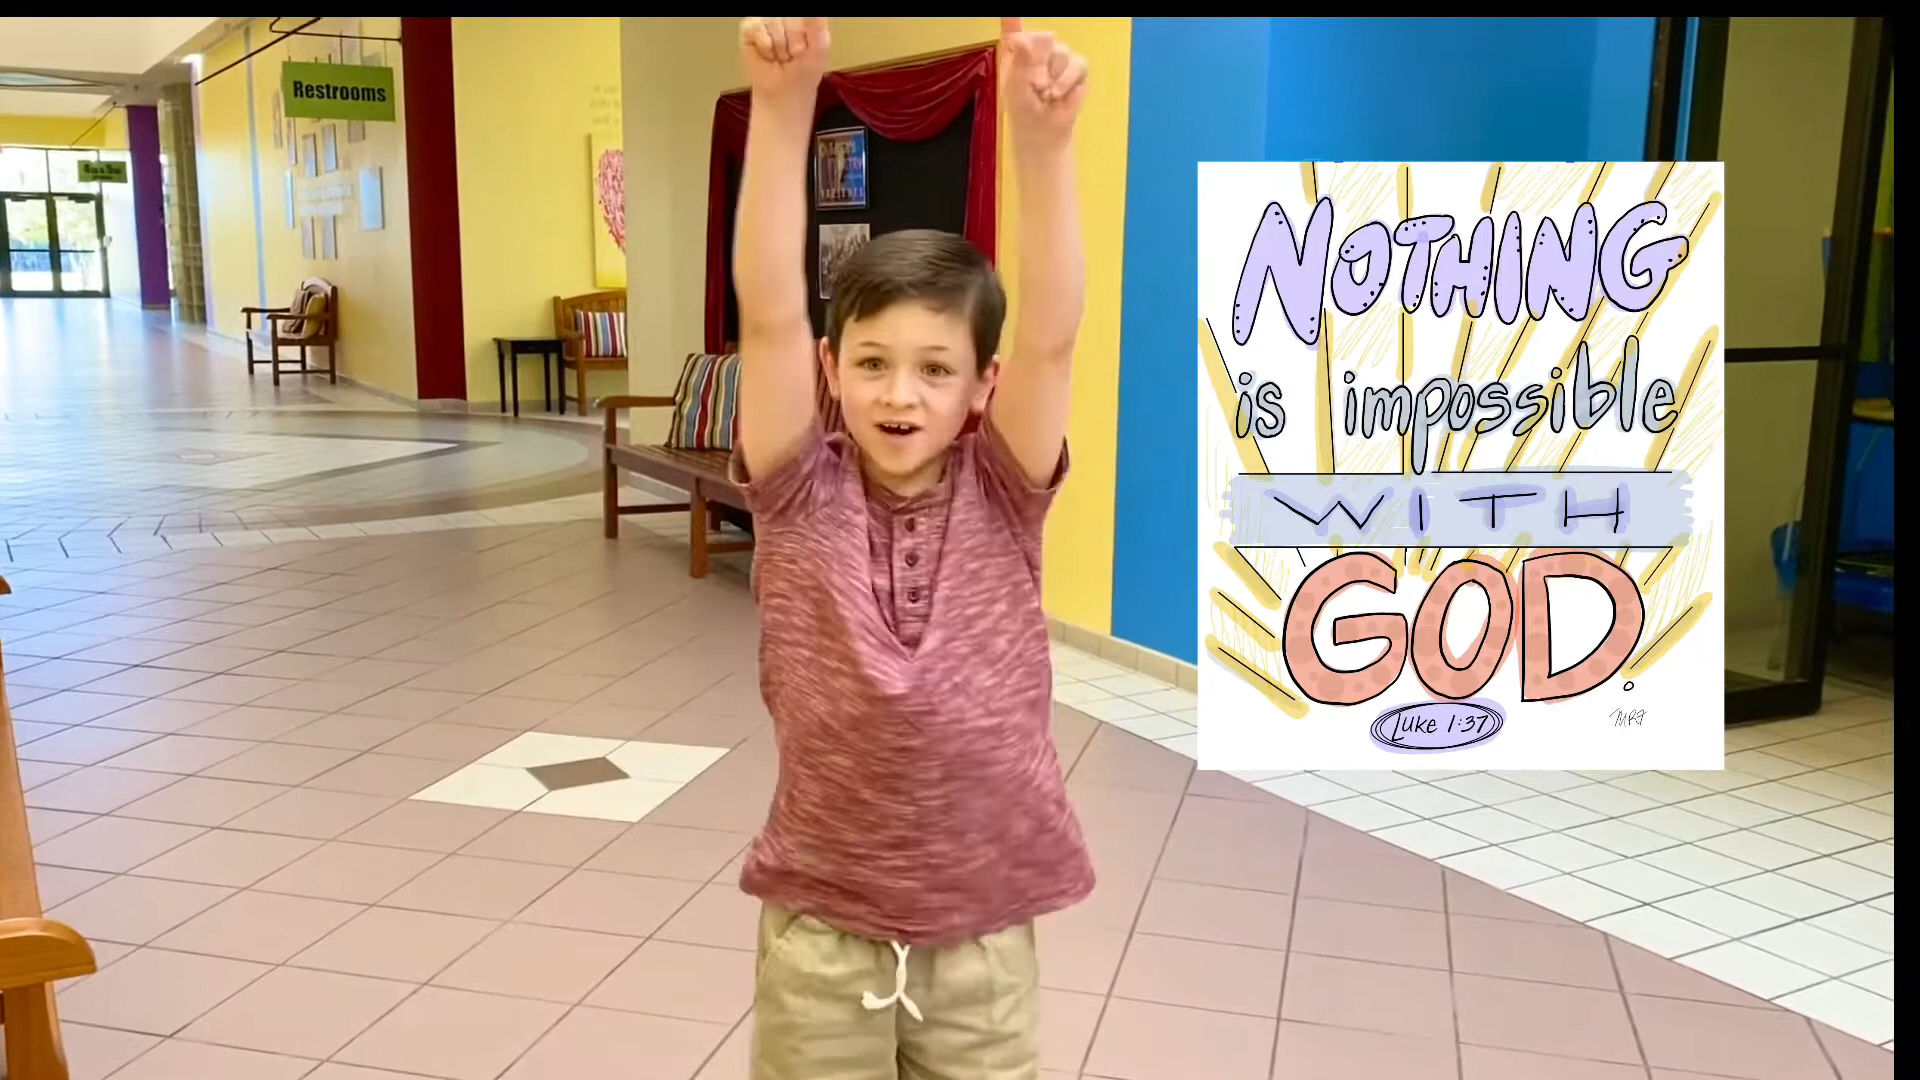 Restrooms
NOTHING
is impossible
WITH
GOD.
Luke 1:37